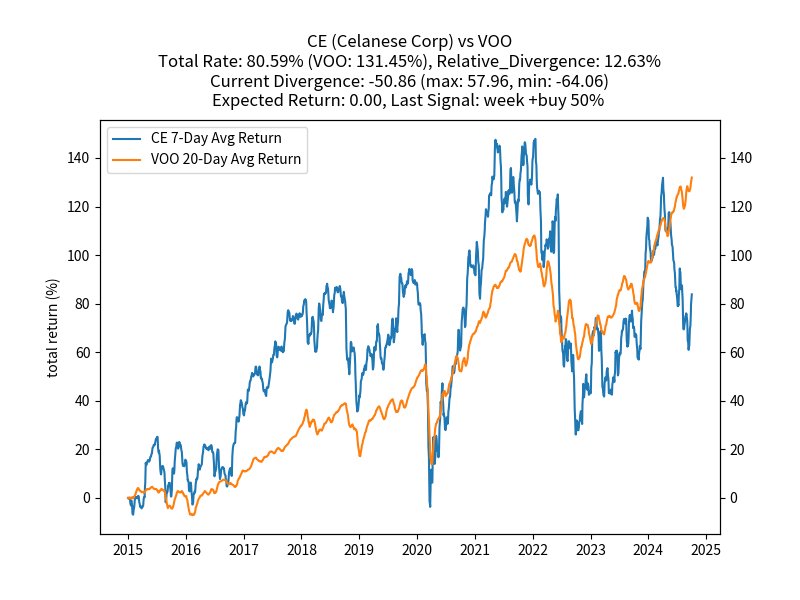 CE (Celanese Corp) vs VOO
Total Rate: 80.59% (VOO: 131.45%), Relative_Divergence: 12.63%
Current Divergence: -50.86 (max: 57.96, min: -64.06)
Expected Return: 0.00, Last Signal: week +buy 50%
CE 7-Day Avg Return
VOO 20-Day Avg Return
total return (%)
140
120
100
80
60
40
20
0
140
120
100
80
60
40
20
0
2015 2016 2017 2018 2019 2020 2021 2022 2023 2024 2025